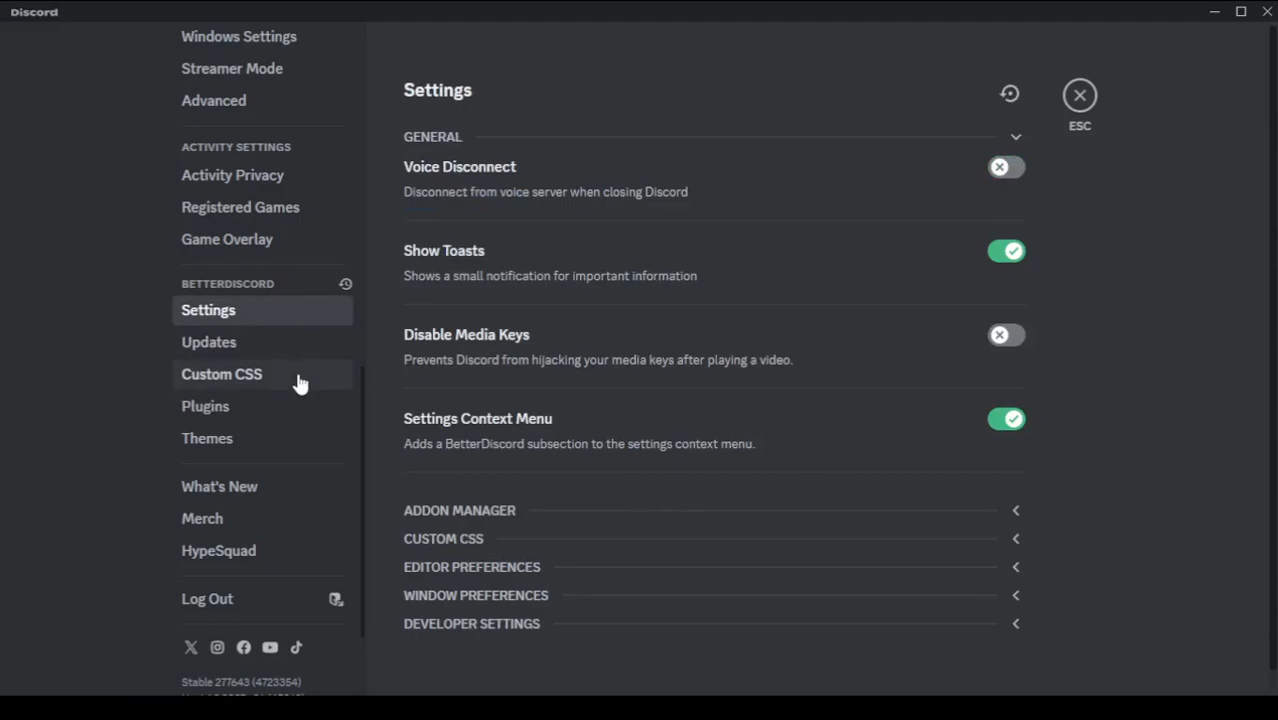 Discord
Windows Settings
Streamer Mode
Advanced
ACTIVITY SETTINGS
Activity Privacy
Registered Games
Game Overlay
BETTERDISCORD
Settings
Updates
Custom CSS
Plugins
Themes
What's New
Merch
HypeSquad
Log Out
Stable 277643 (4723354)
Settings
ESC
GENERAL
Voice Disconnect
Disconnect from voice server when closing Discord
Show Toasts
Shows a small notification for important information
Disable Media Keys
Prevents Discord from hijacking your media keys after playing a video.
Settings Context Menu
Adds a BetterDiscord subsection to the settings context menu.
ADDON MANAGER
CUSTOM CSS
EDITOR PREFERENCES
WINDOW PREFERENCES
DEVELOPER SETTINGS